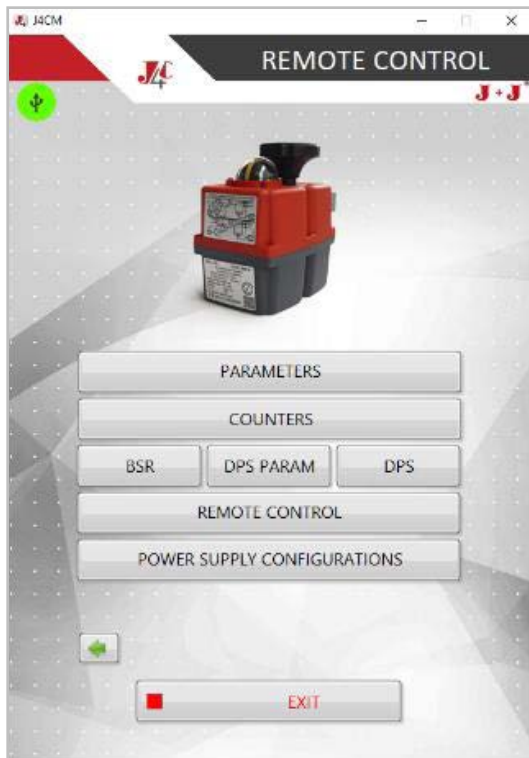 J4CM
REMOTE CONTROL
J4C
J+J
PARAMETERS
COUNTERS
BSR DPS PARAM DPS
REMOTE CONTROL
POWER SUPPLY CONFIGURATIONS
EXIT